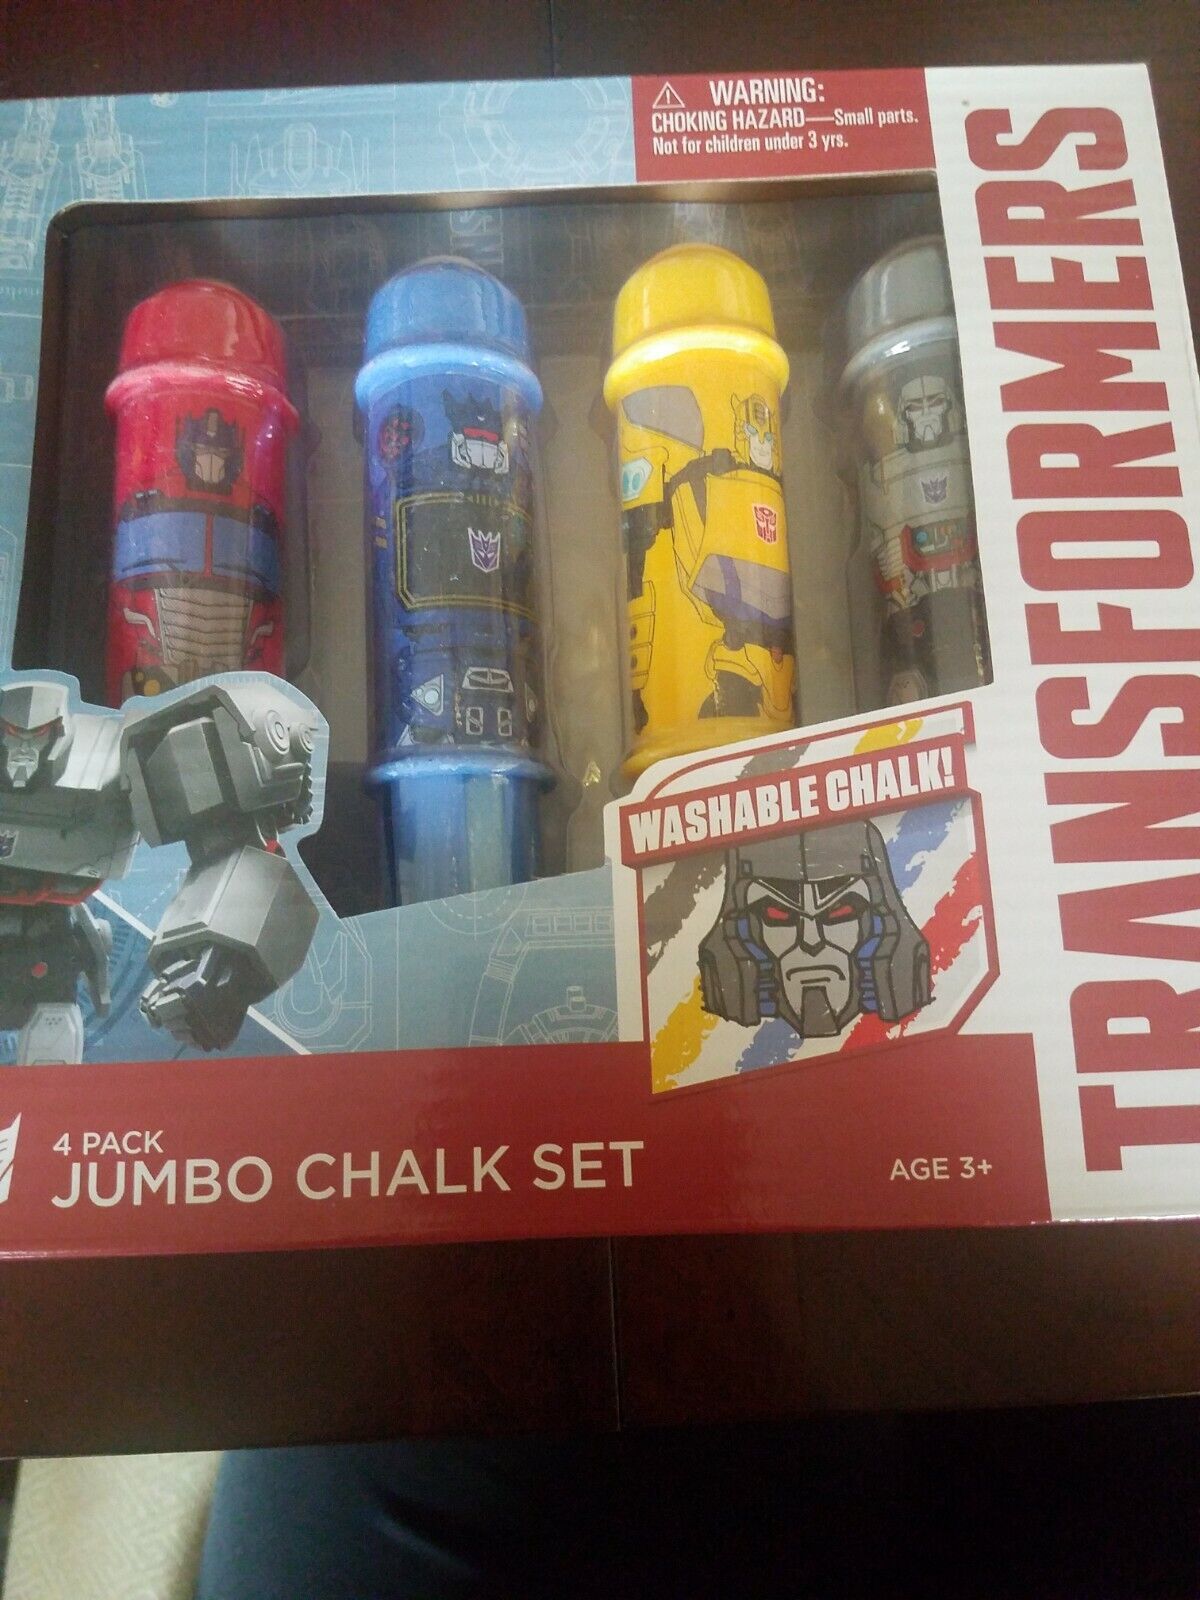 WARNING:
CHOKING HAZARD—Small parts.
Not for children under 3 yrs.
TRANSFORMERS
WASHABLE CHALK!
4 PACK
JUMBO CHALK SET
AGE 3+